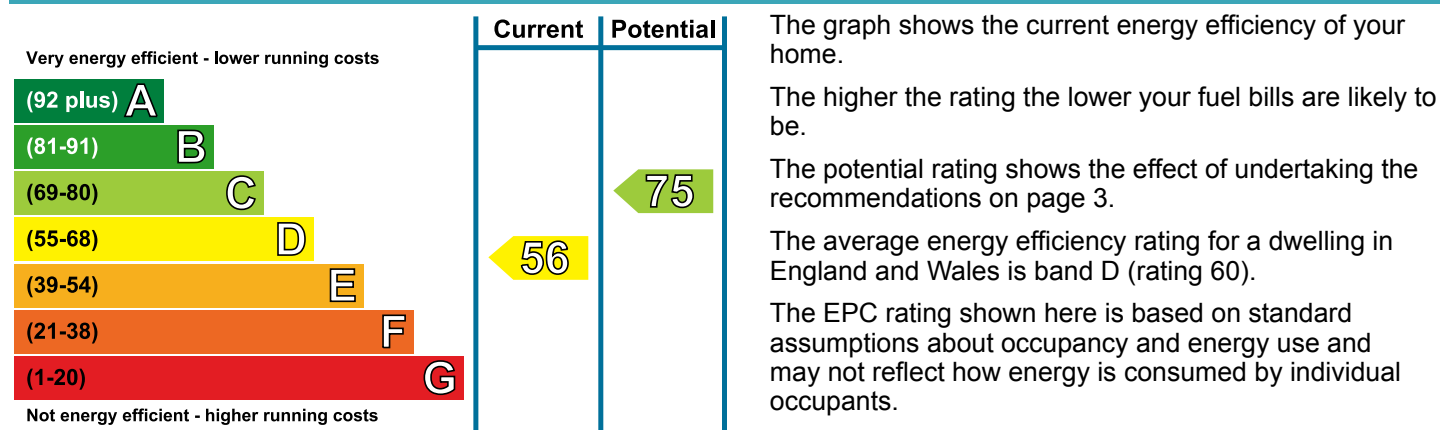 Current Potential
Very energy efficient - lower running costs
(92 plus) A
(81-91) B
(69-80) C
75
(55-68) D
56
(39-54) E
(21-38) F
(1-20) G
Not energy efficient - higher running costs
The graph shows the current energy efficiency of your
home.
The higher the rating the lower your fuel bills are likely to
be.
The potential rating shows the effect of undertaking the
recommendations on page 3.
The average energy efficiency rating for a dwelling in
England and Wales is band D (rating 60).
The EPC rating shown here is based on standard
assumptions about occupancy and energy use and
may not reflect how energy is consumed by individual
occupants.